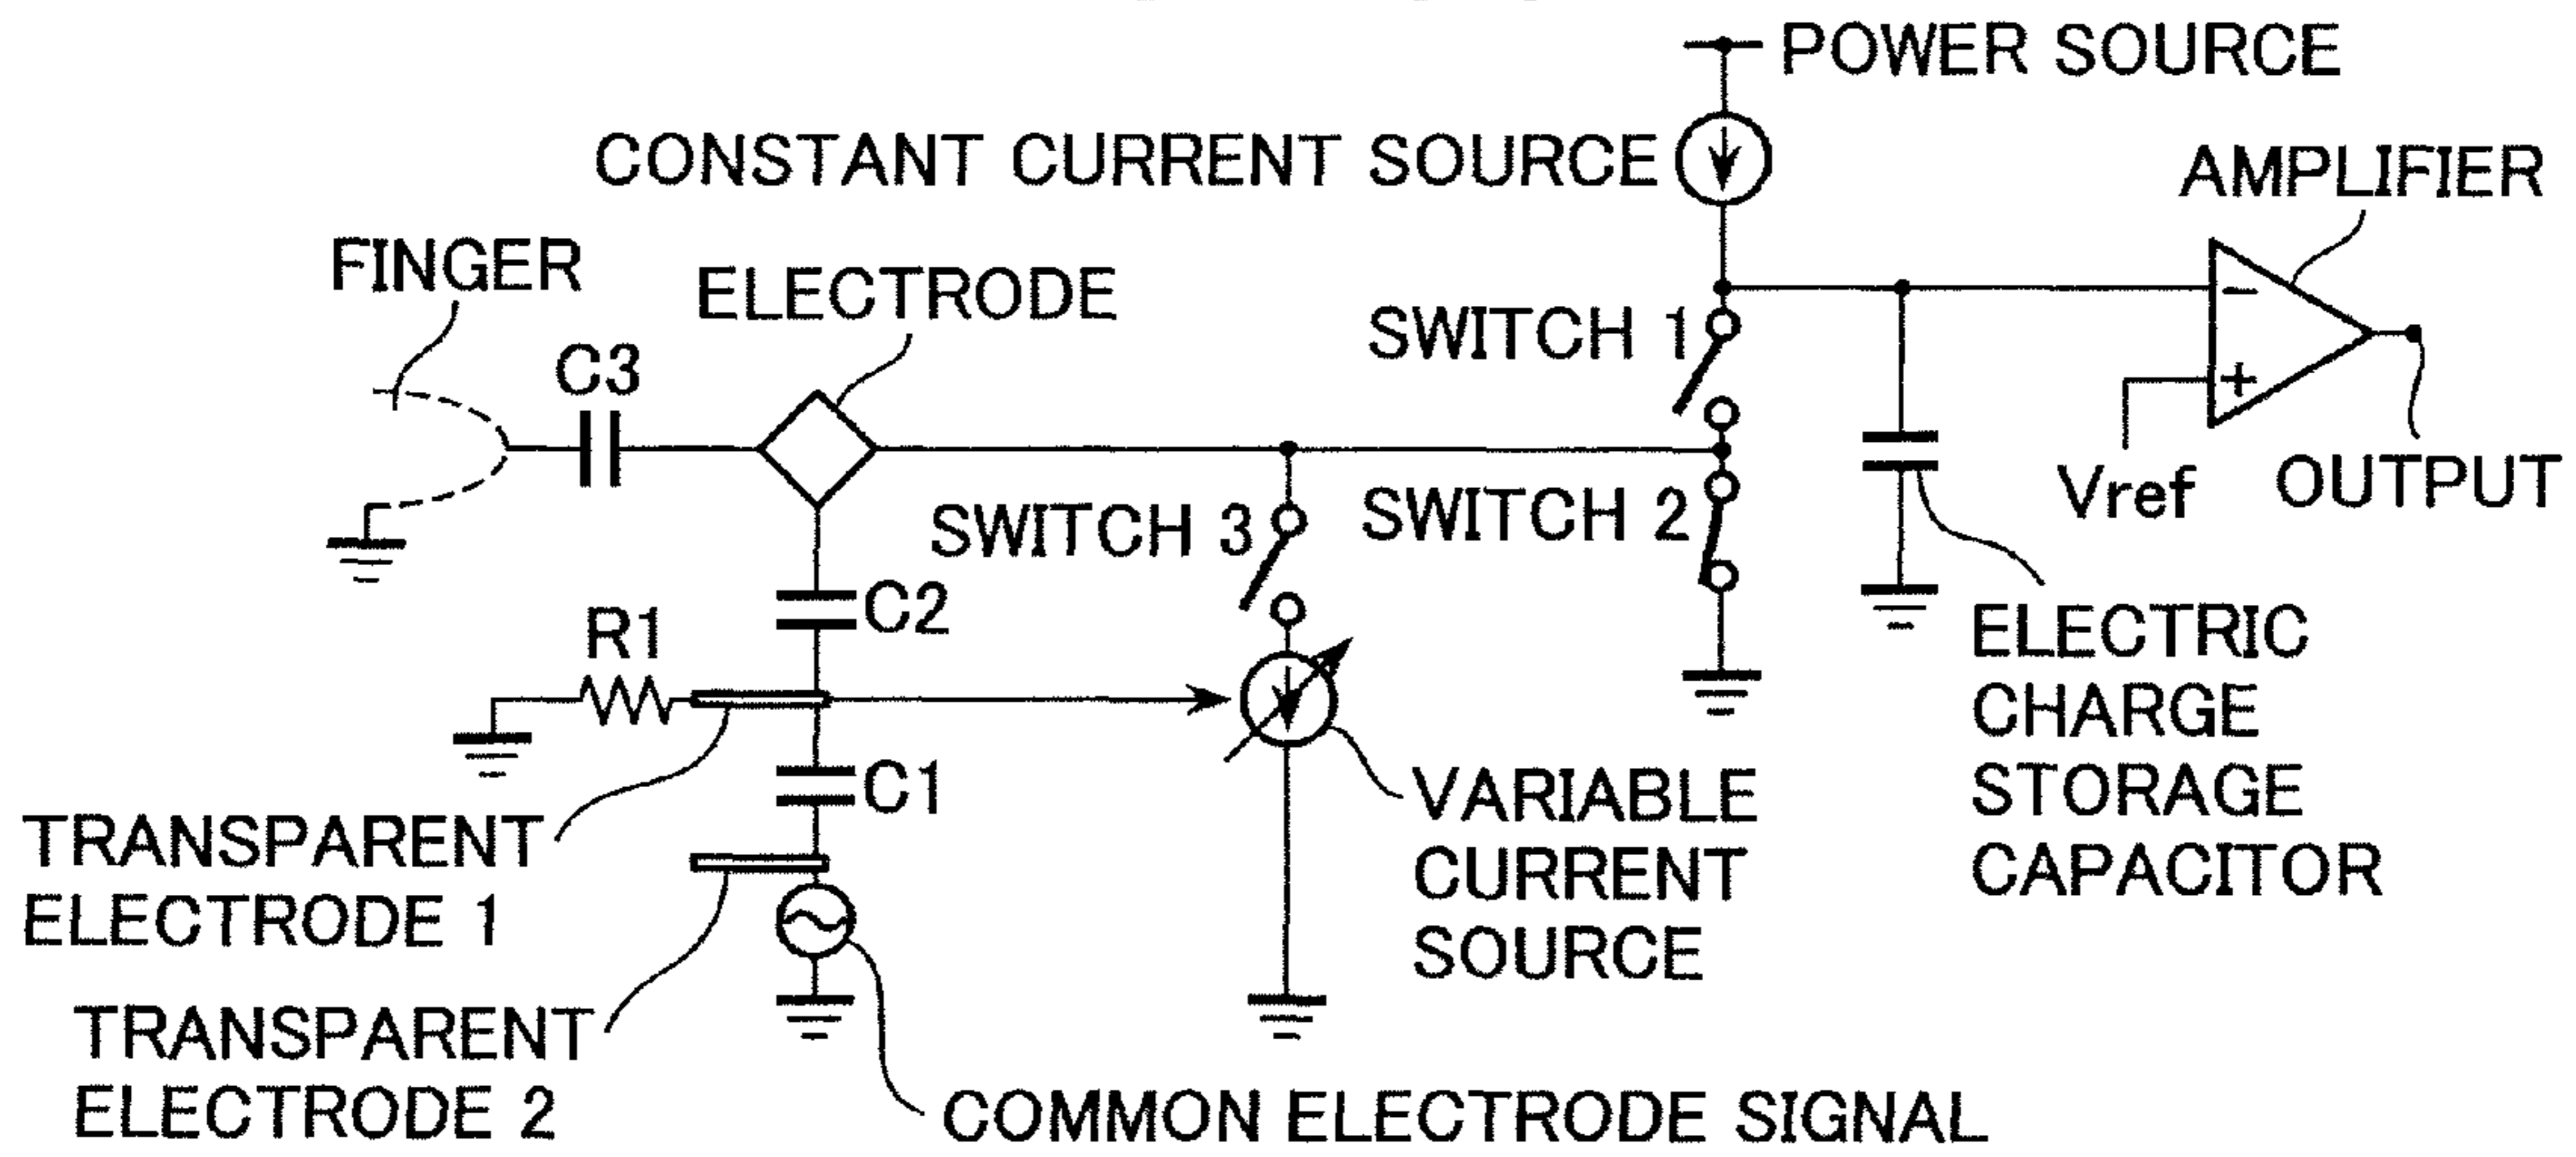 POWER SOURCE
CONSTANT CURRENT SOURCE
AMPLIFIER
FINGER
ELECTRODE
SWITCH 1
C3
-
+
SWITCH 3
SWITCH 2
Vref
OUTPUT
C2
R1
ELECTRIC
CHARGE
STORAGE
CAPACITOR
C1
TRANSPARENT
ELECTRODE 1
VARIABLE
CURRENT
SOURCE
TRANSPARENT
ELECTRODE 2
COMMON ELECTRODE SIGNAL